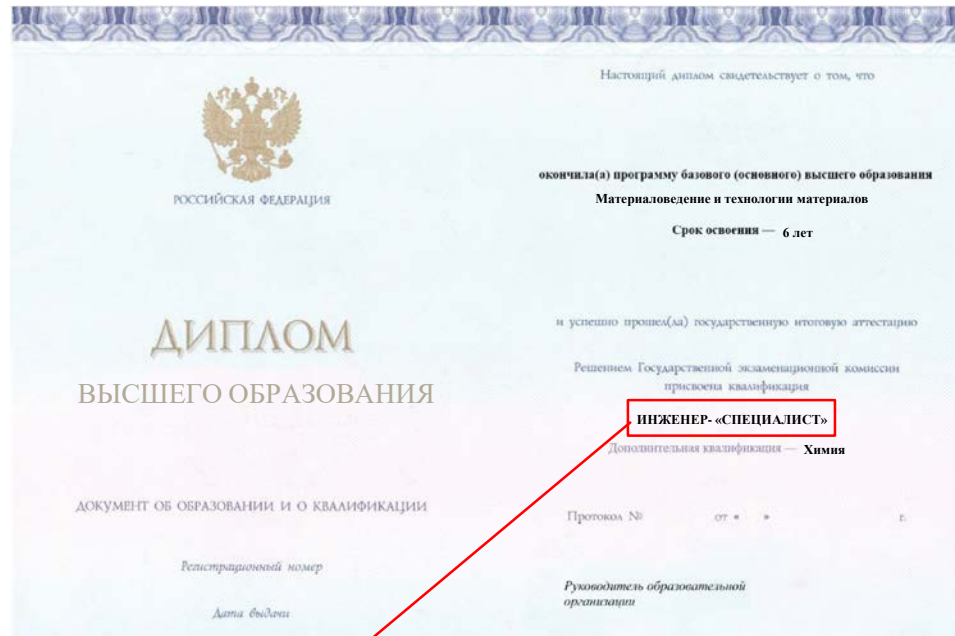 РОССИЙСКАЯ ФЕДЕРАЦИЯ
ДИПЛОМ
ВЫСШЕГО ОБРАЗОВАНИЯ
ДОКУМЕНТ ОБ ОБРАЗОВАНИИ И О КВАЛИФИКАЦИИ
Регистрационный номер
Дата выдачи
Настоящий диплом свидетельствует о том, что
окончила(а) программу базового (основного) высшего образования
Материаловедение и технологии материалов
Срок освоения — 6 лет
и успешно прошел(ла) государственную итоговую аттестацию
Решением Государственной экзаменационной комиссии
присвоена квалификация
ИНЖЕНЕР- «СПЕЦИАЛИСТ»
Дополнительная квалификация — Химия
Протокол № от « » г.
Руководитель образовательной
организации